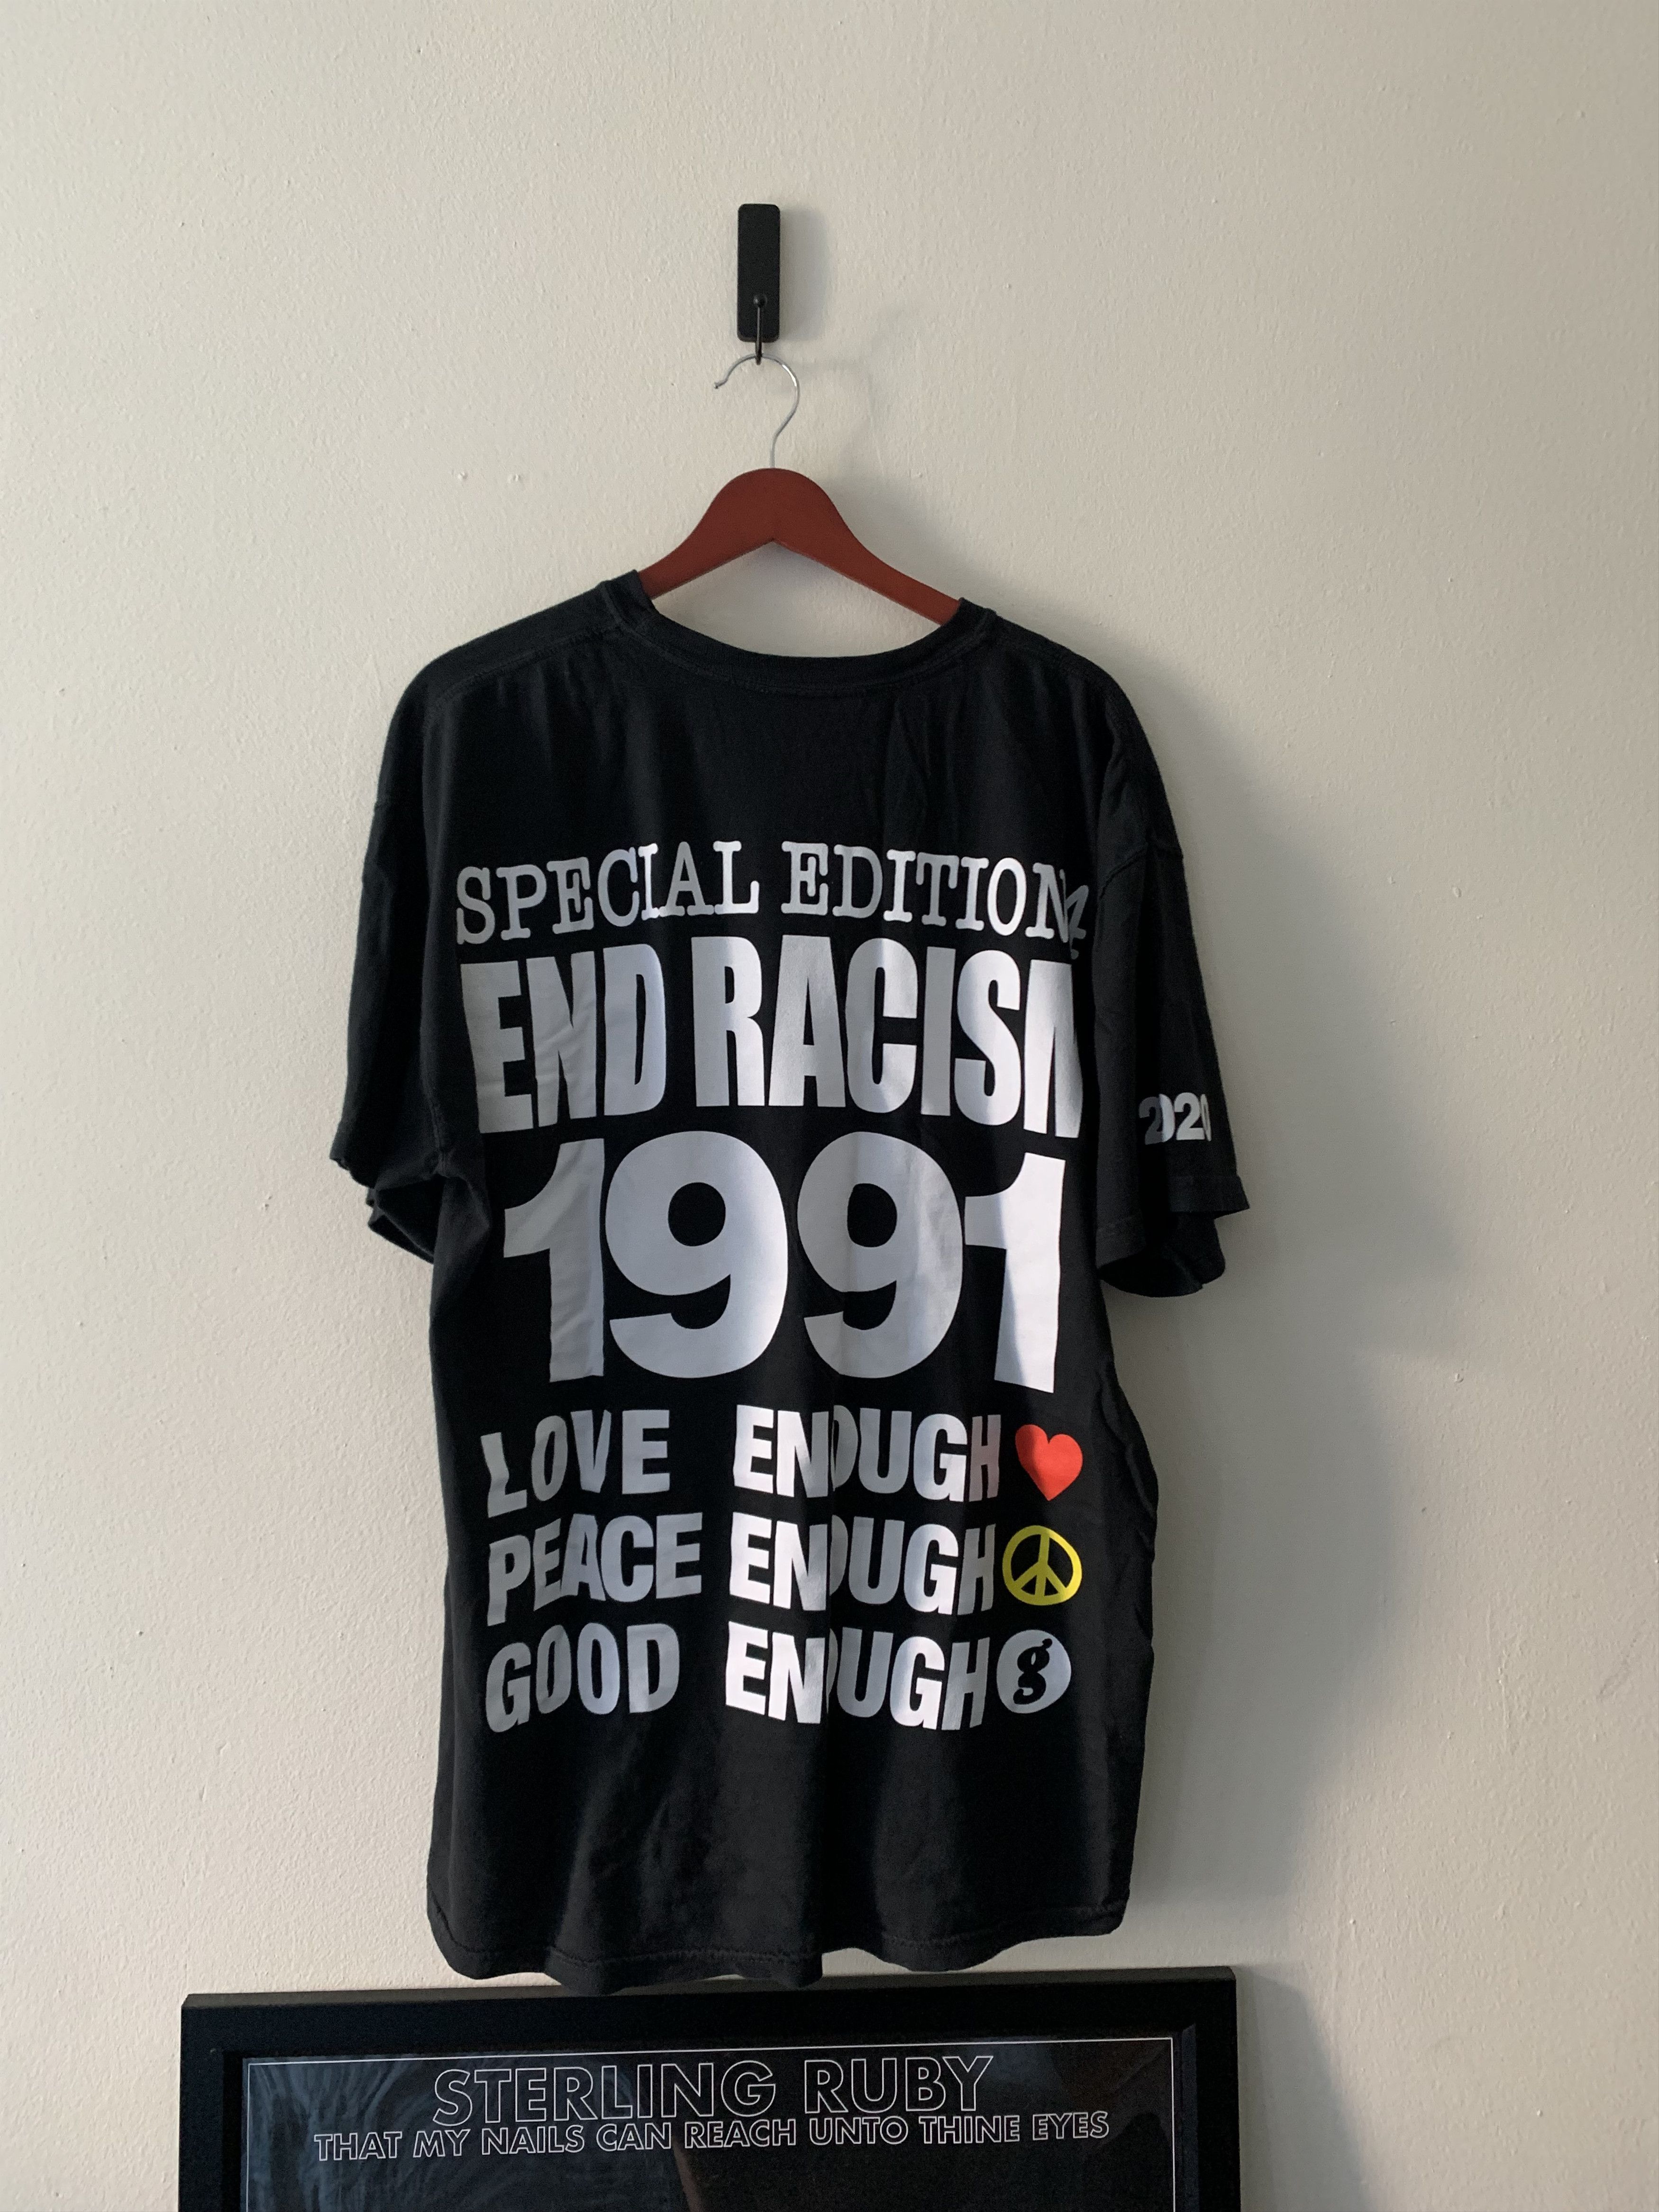 SPECIAL EDITION
END RACISM
2020
1991
LOVE ENOUGH
PEACE ENOUGH
GOOD ENOUGH g
STERLING RUBY
THAT MY NAILS CAN REACH UNTO THINE EYES